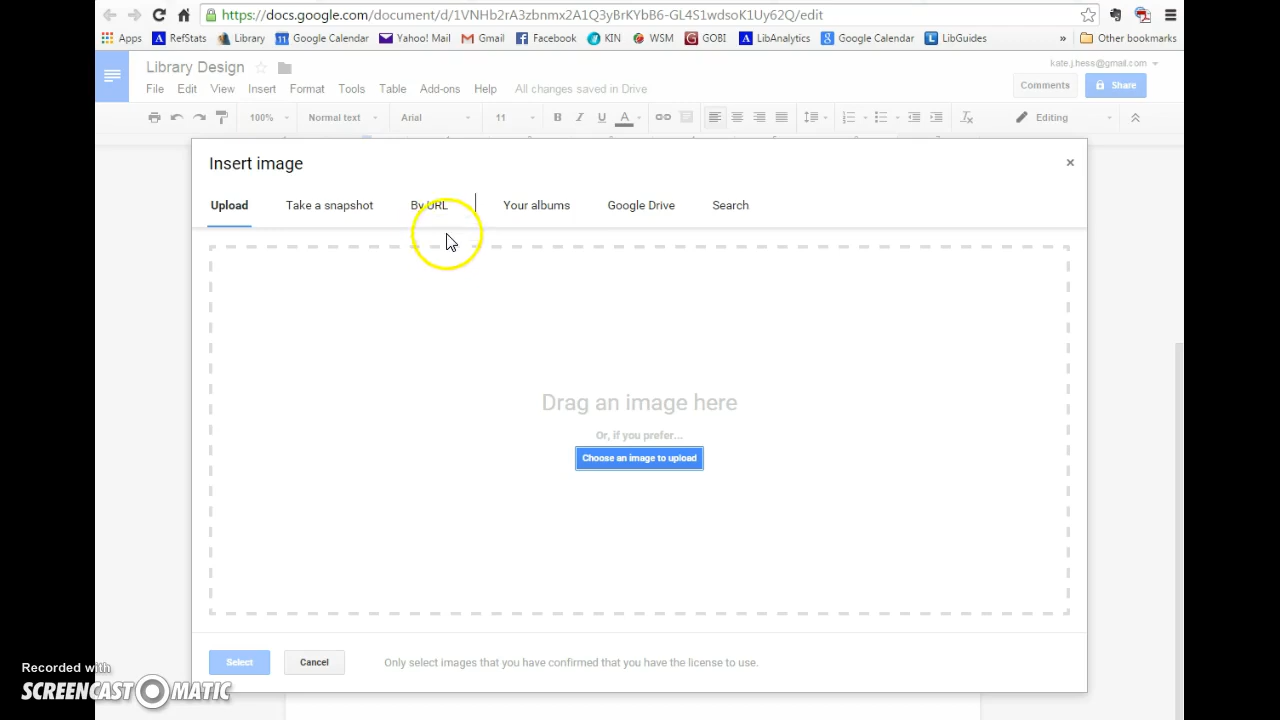 https://docs.google.com/document/d/1VNHb2rA3zbnmx2A1Q3yBrKYbB6-GL4S1wdsoK1Uy62Q/edit
Apps RefStats Library Google Calendar Yahoo! Mail Gmail Facebook KIN WSM GOBI LibAnalytics Google Calendar LibGuides » Other bookmarks
Library Design
kate.j.hess@gmail.com
File Edit View Insert Format Tools Table Add-ons Help All changes saved in Drive
Comments Share
100% Normal text Arial 11 B I U A Editing
Insert image ×
Upload Take a snapshot By URL Your albums Google Drive Search
Drag an image here
Or, if you prefer...
Choose an image to upload
Select Cancel Only select images that you have confirmed that you have the license to use.
Recorded with
SCREENCAST MATIC